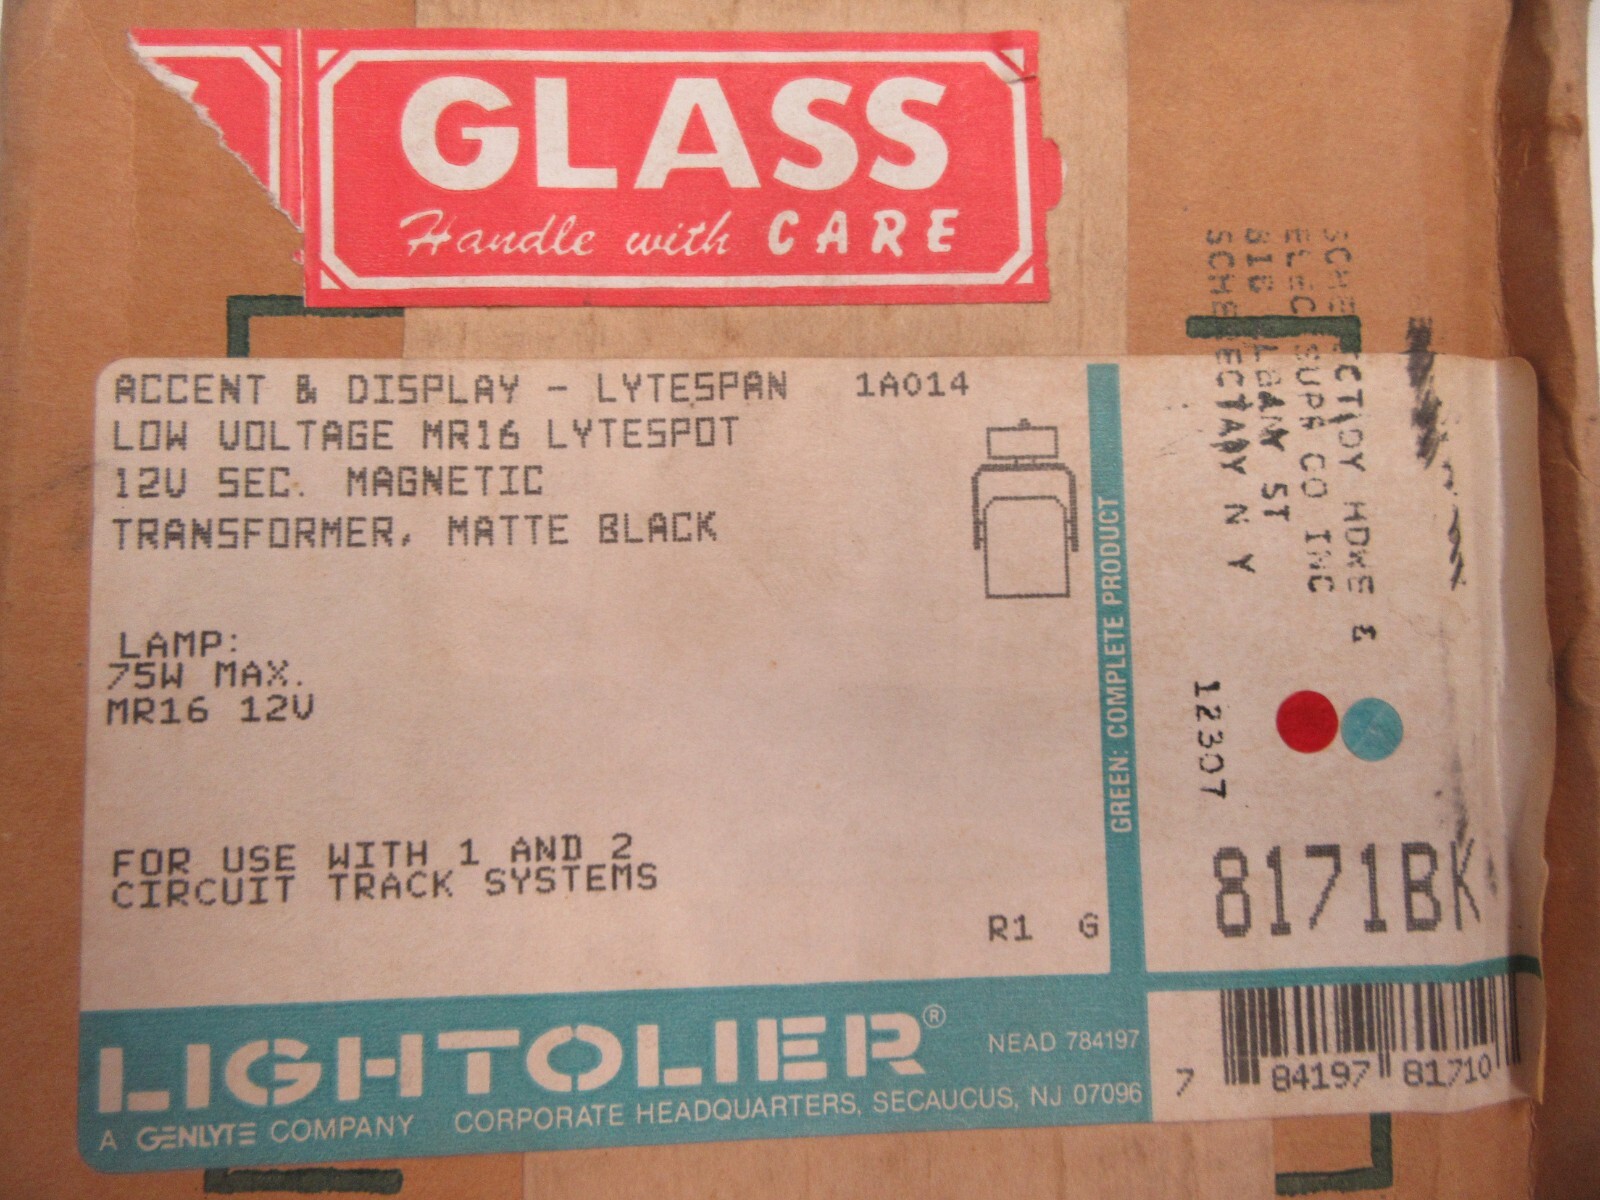 GLASS
Handle with CARE
ACCENT & DISPLAY - LYTESPAN 1A014
LOW VOLTAGE MR16 LYTESPOT
12V SEC. MAGNETIC
TRANSFORMER, MATTE BLACK
LAMP:
75W MAX.
MR16 12V
FOR USE WITH 1 AND 2
CIRCUIT TRACK SYSTEMS
R1 G
GREEN: COMPLETE PRODUCT
HDWE &
ELEC SUPP CO INC
816 ALBANY ST
SCHENECTADY N Y
12307
8171BK
LIGHTOLIER®
NEAD 784197
A GENLYTE COMPANY CORPORATE HEADQUARTERS, SECAUCUS, NJ 07096
7 84197 81710